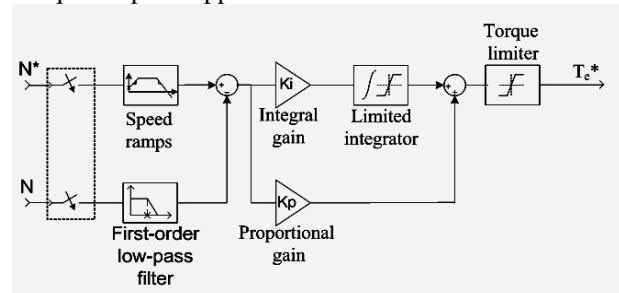 Torque
limiter
N*
Ki
Te*
Speed
ramps
Integral
gain
Limited
integrator
N
Kp
First-order
low-pass
filter
Proportional
gain